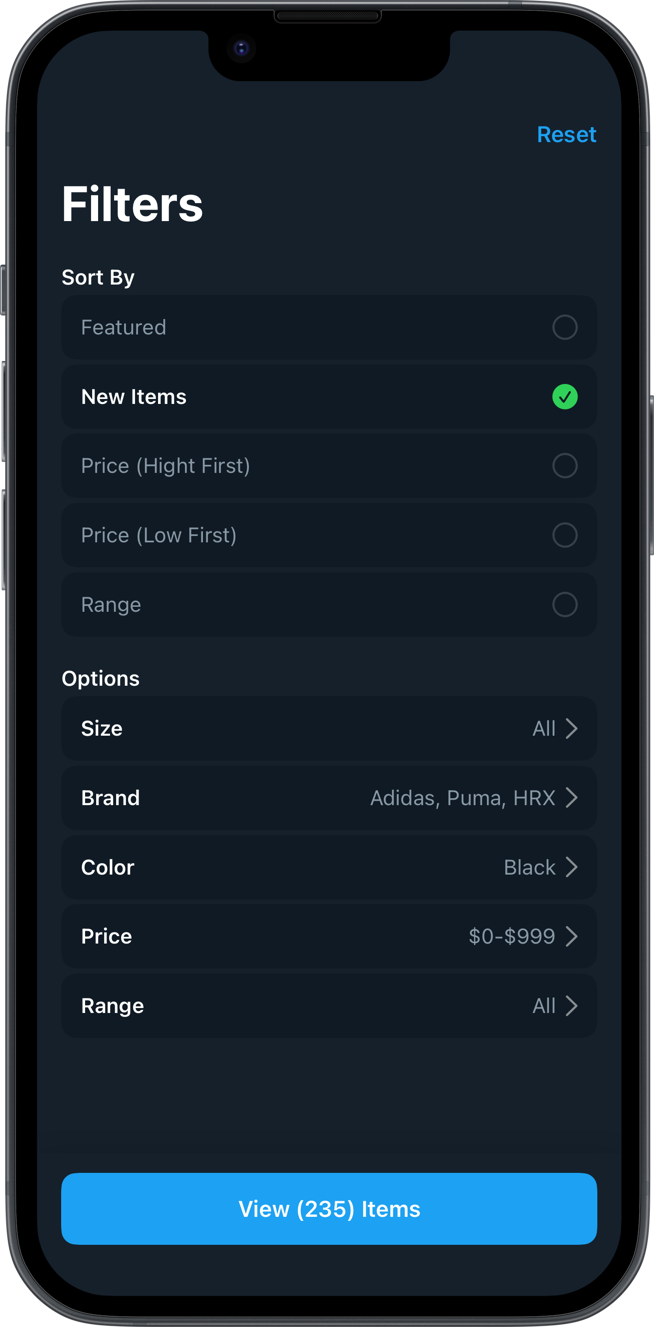 Reset
Filters
Sort By
Featured
New Items
Price (Hight First)
Price (Low First)
Range
Options
Size All
Brand Adidas, Puma, HRX
Color Black
Price $0-$999
Range All
View (235) Items